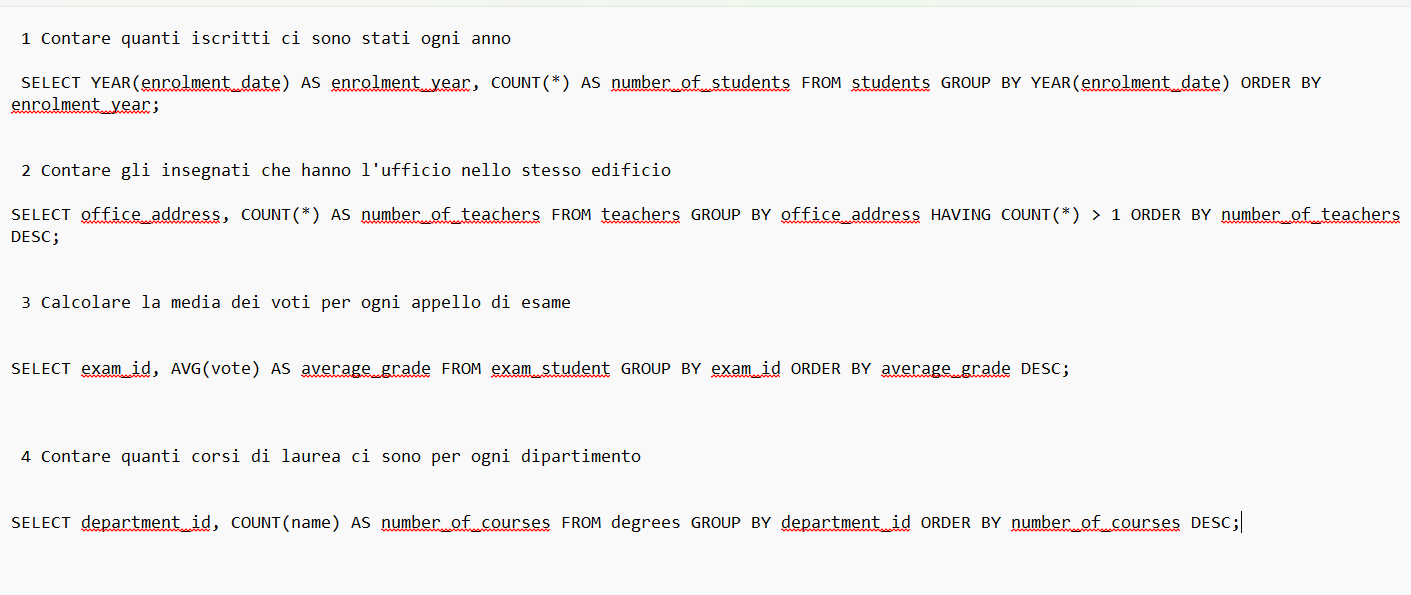 1 Contare quanti iscritti ci sono stati ogni anno
SELECT YEAR(enrolment_date) AS enrolment_year, COUNT(*) AS number_of_students FROM students GROUP BY YEAR(enrolment_date) ORDER BY
enrolment_year;
2 Contare gli insegnati che hanno l'ufficio nello stesso edificio
SELECT office_address, COUNT(*) AS number_of_teachers FROM teachers GROUP BY office_address HAVING COUNT(*) > 1 ORDER BY number_of_teachers
DESC;
3 Calcolare la media dei voti per ogni appello di esame
SELECT exam_id, AVG(vote) AS average_grade FROM exam_student GROUP BY exam_id ORDER BY average_grade DESC;
4 Contare quanti corsi di laurea ci sono per ogni dipartimento
SELECT department_id, COUNT(name) AS number_of_courses FROM degrees GROUP BY department_id ORDER BY number_of_courses DESC;